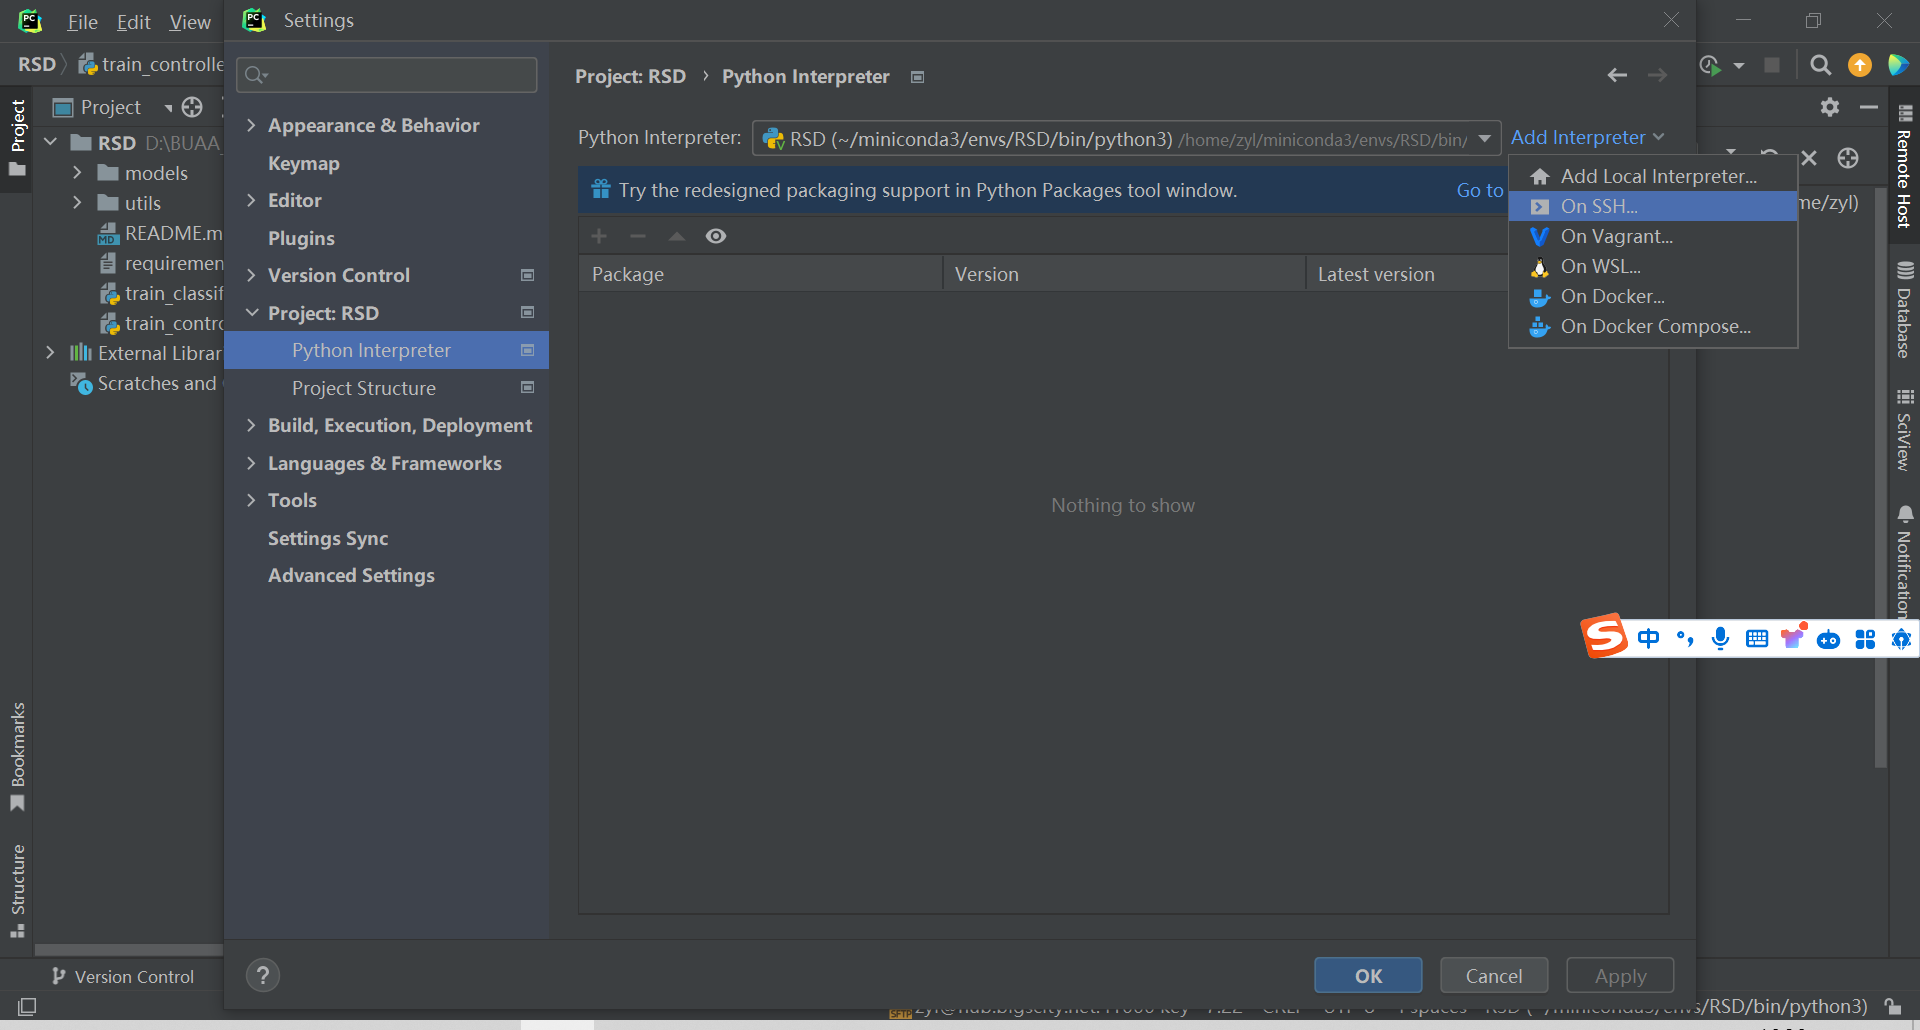 File Edit View
Settings
RSD train_controlle
Project
RSD D:\BUAA_
models
utils
README.m
requiremen
train_classif
train_contro
External Librar
Scratches and
Project
Bookmarks
Structure
Appearance & Behavior
Keymap
Editor
Plugins
Version Control
Project: RSD
Python Interpreter
Project Structure
Build, Execution, Deployment
Languages & Frameworks
Tools
Settings Sync
Advanced Settings
Project: RSD › Python Interpreter
Python Interpreter: RSD (~/miniconda3/envs/RSD/bin/python3) /home/zyl/miniconda3/envs/RSD/bin/ Add Interpreter
Try the redesigned packaging support in Python Packages tool window. Go to
Package Version Latest version
Nothing to show
Add Local Interpreter...
On SSH...
On Vagrant...
On WSL...
On Docker...
On Docker Compose...
me/zyl)
Remote Host
Database
SciView
Notification
中
?
OK Cancel Apply
Version Control
/RSD/bin/python3)